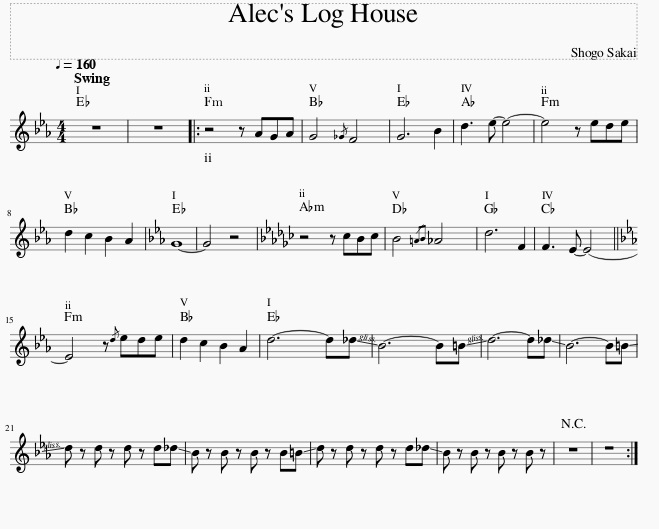 Alec's Log House
Shogo Sakai
♩= 160
Swing
I ii V I IV ii
E♭ Fm B♭ E♭ A♭ Fm
ii
8
V I ii V I IV
B♭ E♭ A♭m D♭ G♭ C♭
15
ii V I
Fm B♭ E♭
gliss. gliss.
21
N.C.
gliss.